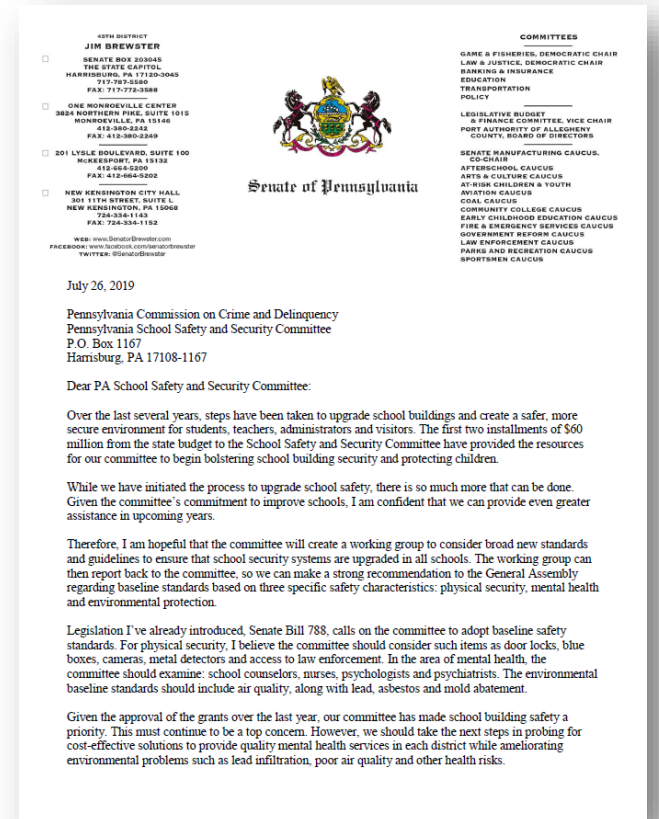 45TH DISTRICT
JIM BREWSTER
SENATE BOX 203045
THE STATE CAPITOL
HARRISBURG, PA 17120-3045
717-787-5580
FAX: 717-772-3588
ONE MONROEVILLE CENTER
3824 NORTHERN PIKE, SUITE 1015
MONROEVILLE, PA 15146
412-380-2242
FAX: 412-380-2249
201 LYSLE BOULEVARD, SUITE 100
McKEESPORT, PA 15132
412-664-5200
FAX: 412-664-5202
NEW KENSINGTON CITY HALL
301 11TH STREET, SUITE L
NEW KENSINGTON, PA 15068
724-334-1143
FAX: 724-334-1152
WEB: www.SenatorBrewster.com
FACEBOOK: www.facebook.com/senatorbrewster
TWITTER: @SenatorBrewster
Senate of Pennsylvania
COMMITTEES
GAME & FISHERIES, DEMOCRATIC CHAIR
LAW & JUSTICE, DEMOCRATIC CHAIR
BANKING & INSURANCE
EDUCATION
TRANSPORTATION
POLICY
LEGISLATIVE BUDGET
& FINANCE COMMITTEE, VICE CHAIR
PORT AUTHORITY OF ALLEGHENY
COUNTY, BOARD OF DIRECTORS
SENATE MANUFACTURING CAUCUS,
CO-CHAIR
AFTERSCHOOL CAUCUS
ARTS & CULTURE CAUCUS
AT-RISK CHILDREN & YOUTH
AVIATION CAUCUS
COAL CAUCUS
COMMUNITY COLLEGE CAUCUS
EARLY CHILDHOOD EDUCATION CAUCUS
FIRE & EMERGENCY SERVICES CAUCUS
GOVERNMENT REFORM CAUCUS
LAW ENFORCEMENT CAUCUS
PARKS AND RECREATION CAUCUS
SPORTSMEN CAUCUS
July 26, 2019
Pennsylvania Commission on Crime and Delinquency
Pennsylvania School Safety and Security Committee
P.O. Box 1167
Harrisburg, PA 17108-1167
Dear PA School Safety and Security Committee:
Over the last several years, steps have been taken to upgrade school buildings and create a safer, more
secure environment for students, teachers, administrators and visitors. The first two installments of $60
million from the state budget to the School Safety and Security Committee have provided the resources
for our committee to begin bolstering school building security and protecting children.
While we have initiated the process to upgrade school safety, there is so much more that can be done.
Given the committee's commitment to improve schools, I am confident that we can provide even greater
assistance in upcoming years.
Therefore, I am hopeful that the committee will create a working group to consider broad new standards
and guidelines to ensure that school security systems are upgraded in all schools. The working group can
then report back to the committee, so we can make a strong recommendation to the General Assembly
regarding baseline standards based on three specific safety characteristics: physical security, mental health
and environmental protection.
Legislation I've already introduced, Senate Bill 788, calls on the committee to adopt baseline safety
standards. For physical security, I believe the committee should consider such items as door locks, blue
boxes, cameras, metal detectors and access to law enforcement. In the area of mental health, the
committee should examine: school counselors, nurses, psychologists and psychiatrists. The environmental
baseline standards should include air quality, along with lead, asbestos and mold abatement.
Given the approval of the grants over the last year, our committee has made school building safety a
priority. This must continue to be a top concern. However, we should take the next steps in probing for
cost-effective solutions to provide quality mental health services in each district while ameliorating
environmental problems such as lead infiltration, poor air quality and other health risks.